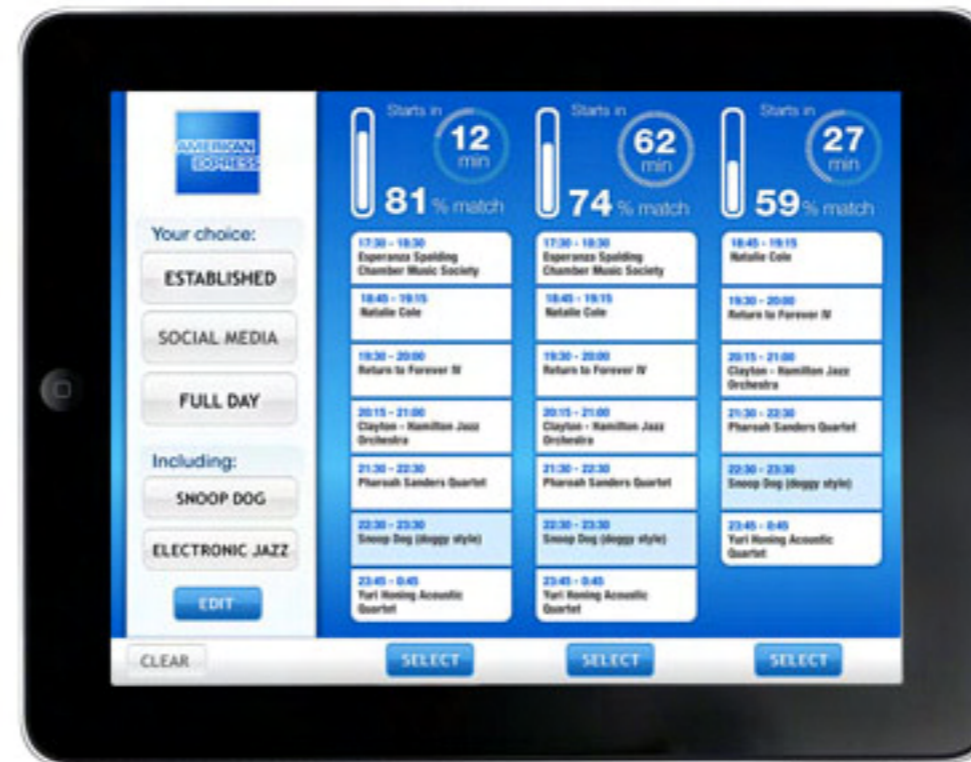 AMERICAN
EXPRESS
Your choice:
ESTABLISHED
SOCIAL MEDIA
FULL DAY
Including:
SNOOP DOG
ELECTRONIC JAZZ
EDIT
CLEAR
Starts in
12
min
81 % match
17:30 - 18:30
Esperanza Spalding
Chamber Music Society
18:45 - 19:15
Natalie Cole
19:30 - 20:00
Return to Forever IV
20:15 - 21:00
Clayton - Hamilton Jazz
Orchestra
21:30 - 22:30
Pharoah Sanders Quartet
22:30 - 23:30
Snoop Dog (doggy style)
23:45 - 0:45
Yuri Honing Acoustic
Quartet
SELECT
Starts in
62
min
74 % match
17:30 - 18:30
Esperanza Spalding
Chamber Music Society
18:45 - 19:15
Natalie Cole
19:30 - 20:00
Return to Forever IV
20:15 - 21:00
Clayton - Hamilton Jazz
Orchestra
21:30 - 22:30
Pharoah Sanders Quartet
22:30 - 23:30
Snoop Dog (doggy style)
23:45 - 0:45
Yuri Honing Acoustic
Quartet
SELECT
Starts in
27
min
59 % match
18:45 - 19:15
Natalie Cole
19:30 - 20:00
Return to Forever IV
20:15 - 21:00
Clayton - Hamilton Jazz
Orchestra
21:30 - 22:30
Pharoah Sanders Quartet
22:30 - 23:30
Snoop Dog (doggy style)
23:45 - 0:45
Yuri Honing Acoustic
Quartet
SELECT